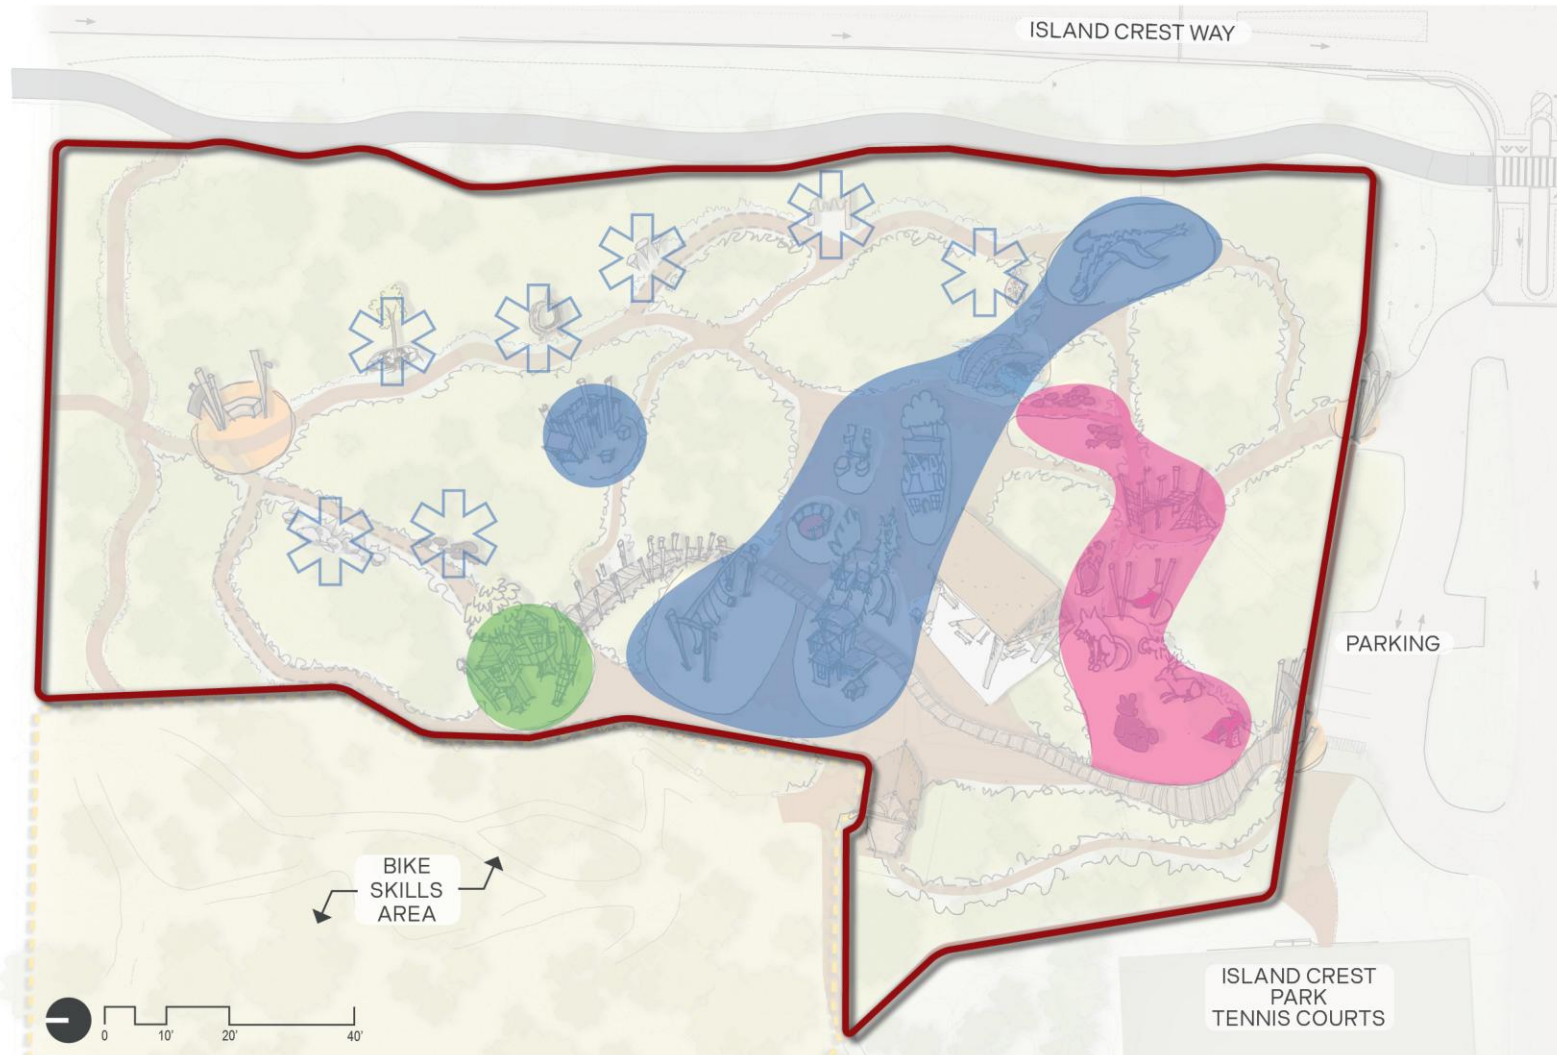 ISLAND CREST WAY
PARKING
BIKE
SKILLS
AREA
ISLAND CREST
PARK
TENNIS COURTS
0 10' 20' 40'